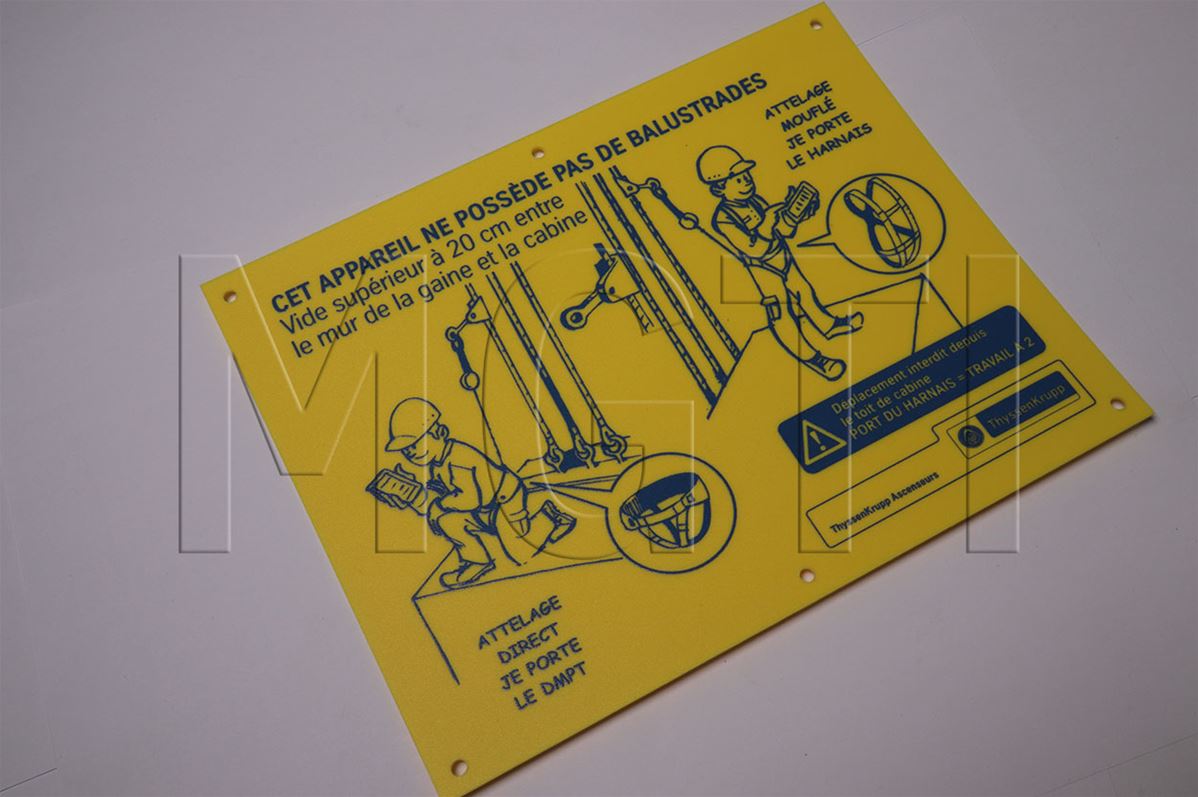 CET APPAREIL NE POSSÈDE PAS DE BALUSTRADES
Vide supérieur à 20 cm entre
le mur de la gaine et la cabine
ATTELAGE
MOUFLÉ
JE PORTE
LE HARNAIS
ATTELAGE
DIRECT
JE PORTE
LE DMPT
Déplacement interdit depuis
le toit de cabine
PORT DU HARNAIS = TRAVAIL A 2
ThyssenKrupp Ascenseurs
ThyssenKrupp
MGTI